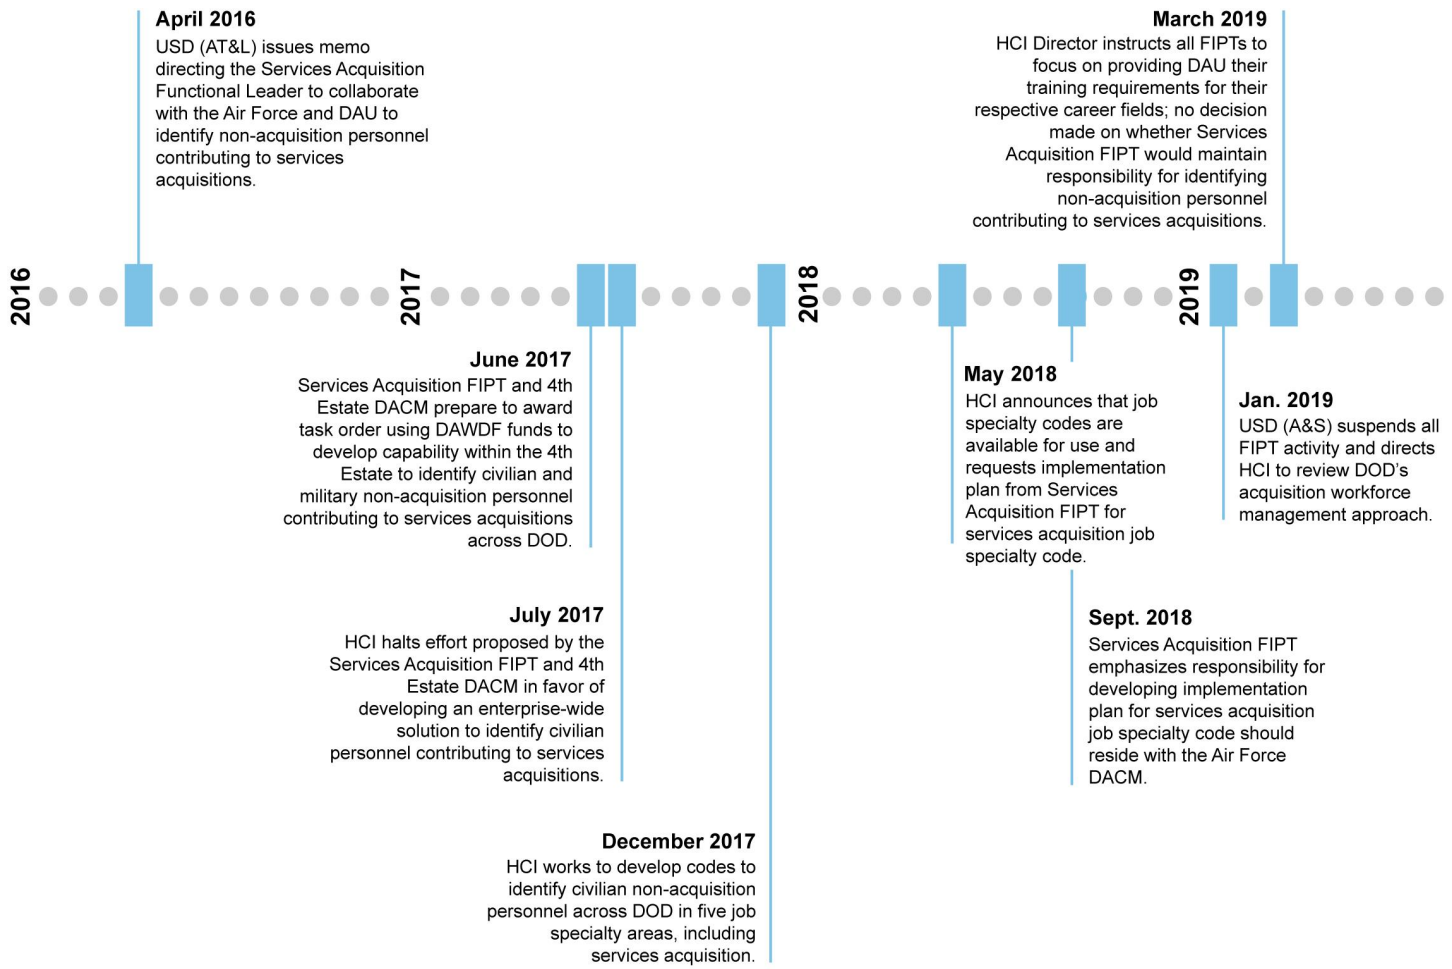 April 2016
USD (AT&L) issues memo
directing the Services Acquisition
Functional Leader to collaborate
with the Air Force and DAU to
identify non-acquisition personnel
contributing to services
acquisitions.
March 2019
HCI Director instructs all FIPTs to
focus on providing DAU their
training requirements for their
respective career fields; no decision
made on whether Services
Acquisition FIPT would maintain
responsibility for identifying
non-acquisition personnel
contributing to services acquisitions.
2016
2017
2018
2019
June 2017
Services Acquisition FIPT and 4th
Estate DACM prepare to award
task order using DAWDF funds to
develop capability within the 4th
Estate to identify civilian and
military non-acquisition personnel
contributing to services acquisitions
across DOD.
July 2017
HCI halts effort proposed by the
Services Acquisition FIPT and 4th
Estate DACM in favor of
developing an enterprise-wide
solution to identify civilian
personnel contributing to services
acquisitions.
December 2017
HCI works to develop codes to
identify civilian non-acquisition
personnel across DOD in five job
specialty areas, including
services acquisition.
May 2018
HCI announces that job
specialty codes are
available for use and
requests implementation
plan from Services
Acquisition FIPT for
services acquisition job
specialty code.
Sept. 2018
Services Acquisition FIPT
emphasizes responsibility for
developing implementation
plan for services acquisition
job specialty code should
reside with the Air Force
DACM.
Jan. 2019
USD (A&S) suspends all
FIPT activity and directs
HCI to review DOD's
acquisition workforce
management approach.